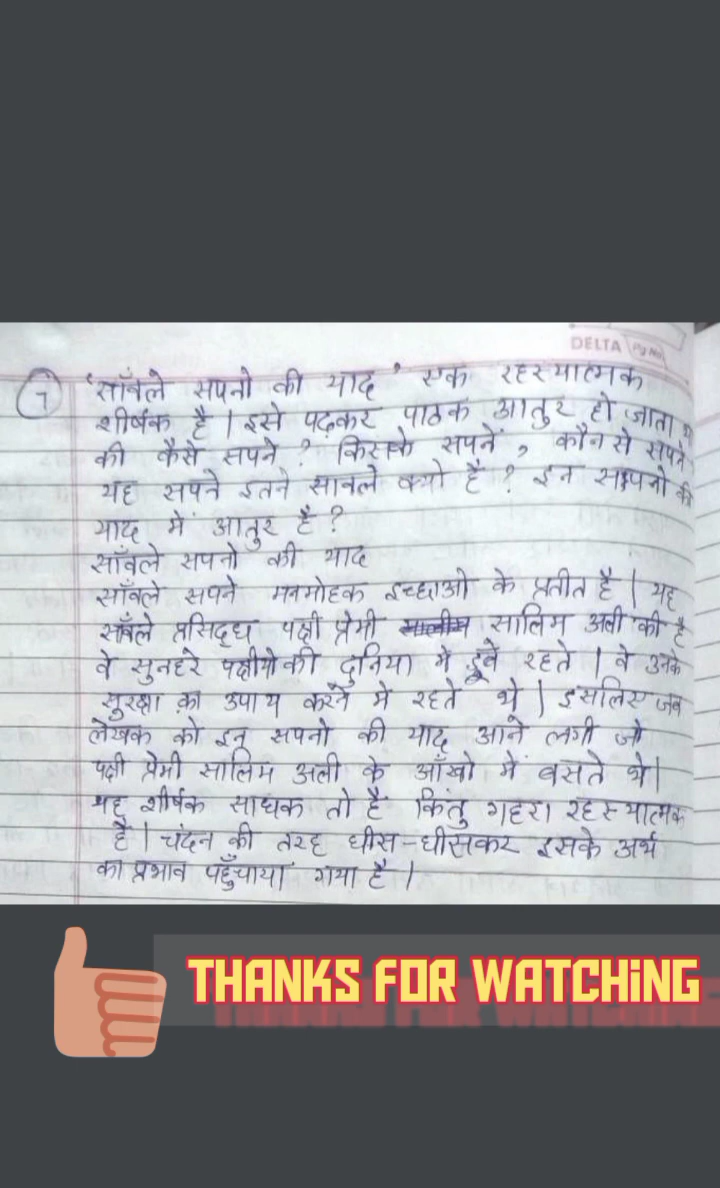 DELTA Pg No.
7 'साँवले सपनो की याद' एक रहस्यात्मक
शीर्षक है। इसे पढ़कर पाठक आतुर हो जाता है
की कैसे सपने? किसके सपनें, कौन से सपने
यह सपने इतने सावले क्यो है? इन सपनो की
याद में आतुर है?
साँवले सपनो की याद
साँवले सपने मनमोहक इच्छाओ के प्रतीत है। यह
साँवले प्रसिद्ध पक्षी प्रेमी सालिम अली की है
वे सुनहरे पक्षीयो की दुनिया में डूवे रहते। वे उनके
सुरक्षा का उपाय करने मे रहते थे। इसलिस जब
लेखक को इन सपनो की याद आने लगी जो
पक्षी प्रेमी सालिम अली के आँखो में बसते थे।
यह शीर्षक साधक तो है किंतु गहरा रहस्यात्मक
है। चंदन की तरह घीस-घीसकर इसके अर्थ
का प्रभाव पहुँचाया गया है।
THANKS FOR WATCHING